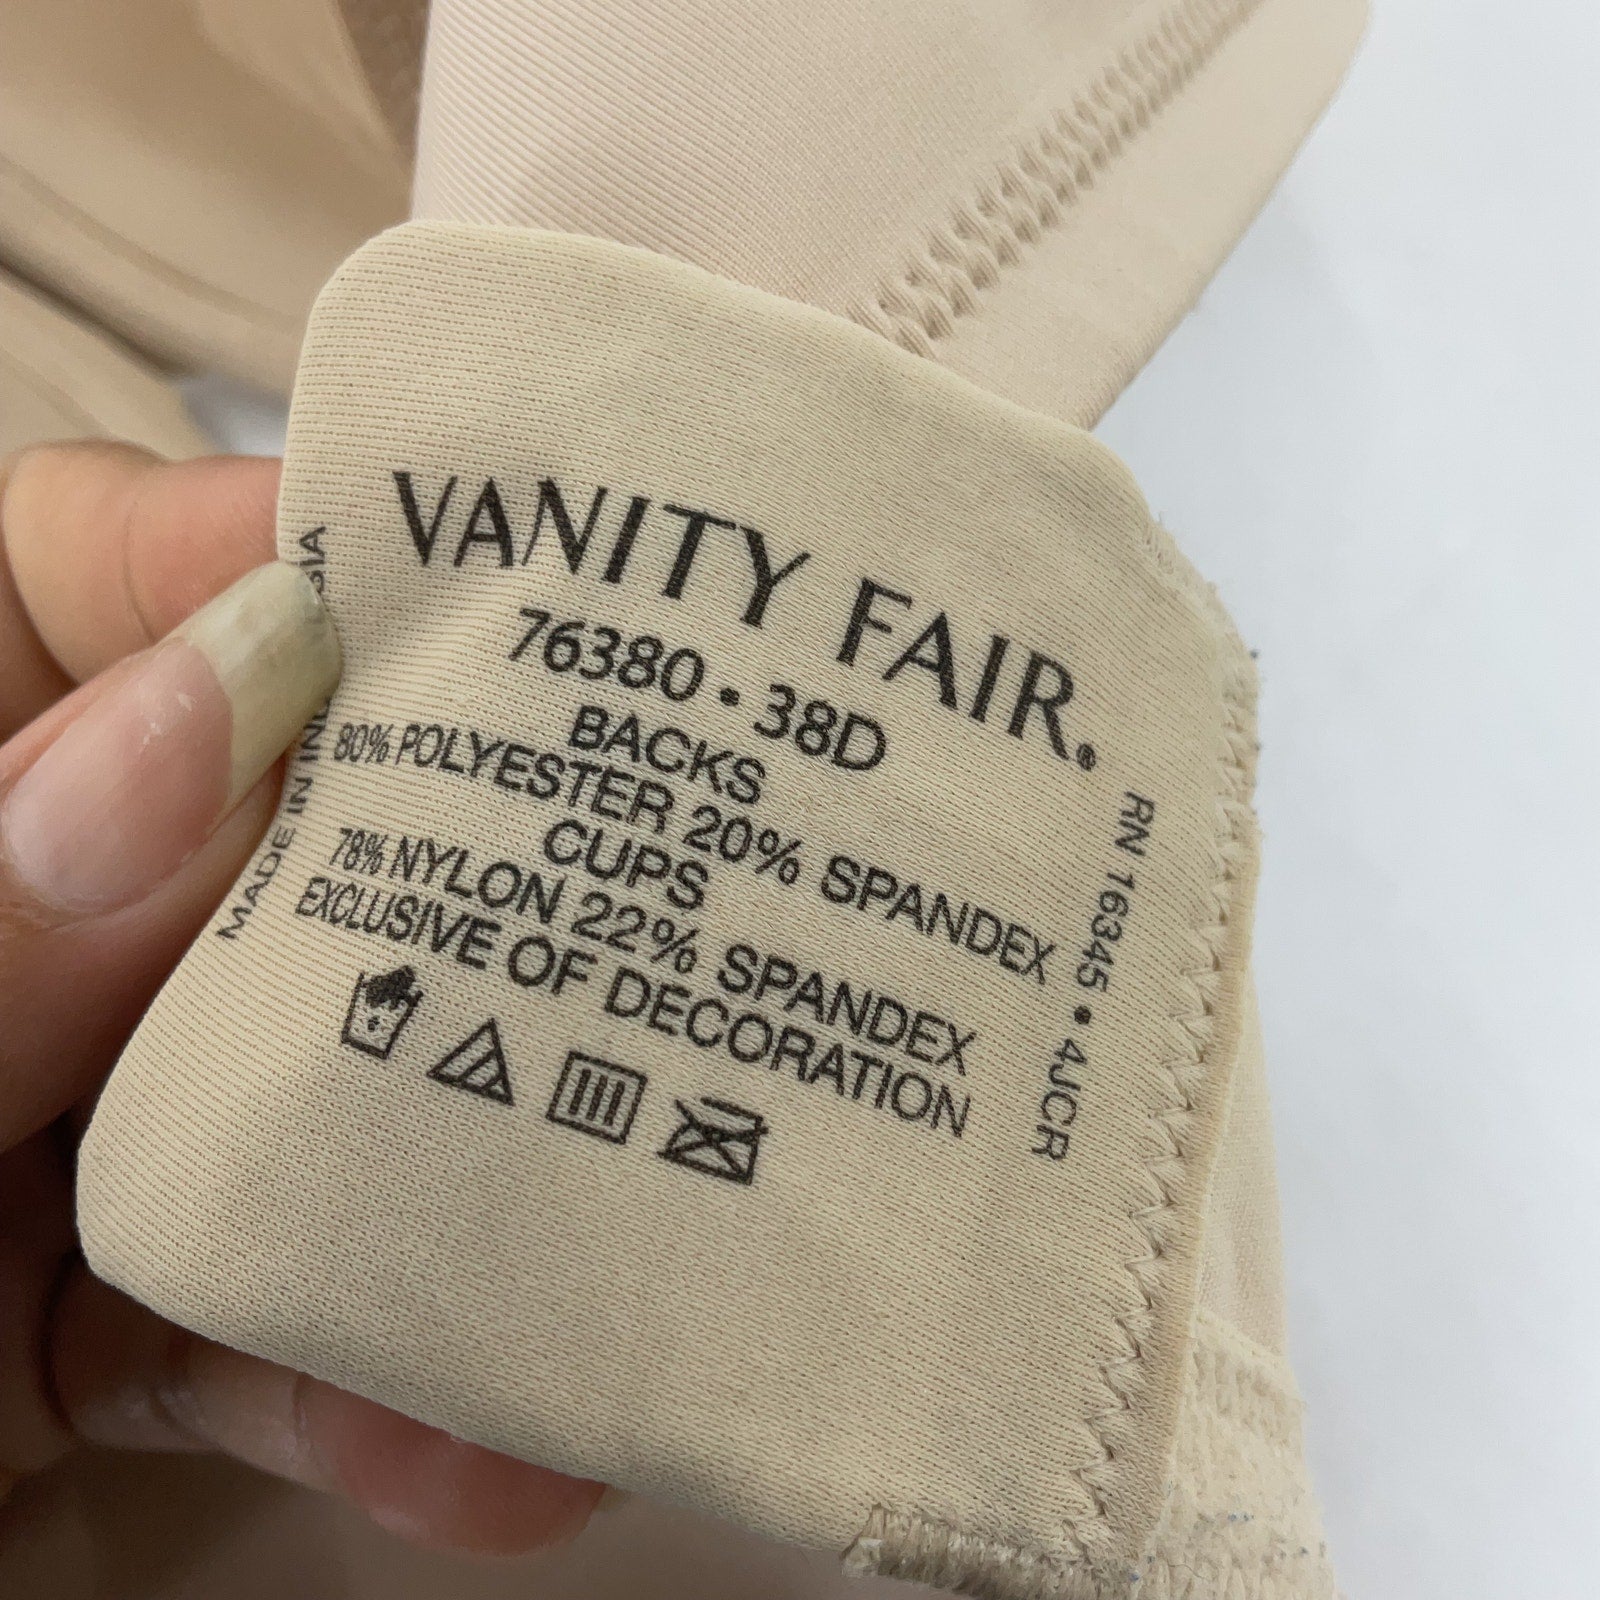 VANITY FAIR®
76380 • 38D
BACKS
80% POLYESTER 20% SPANDEX
CUPS
78% NYLON 22% SPANDEX
EXCLUSIVE OF DECORATION
RN 16345 • 4JCR
MADE IN